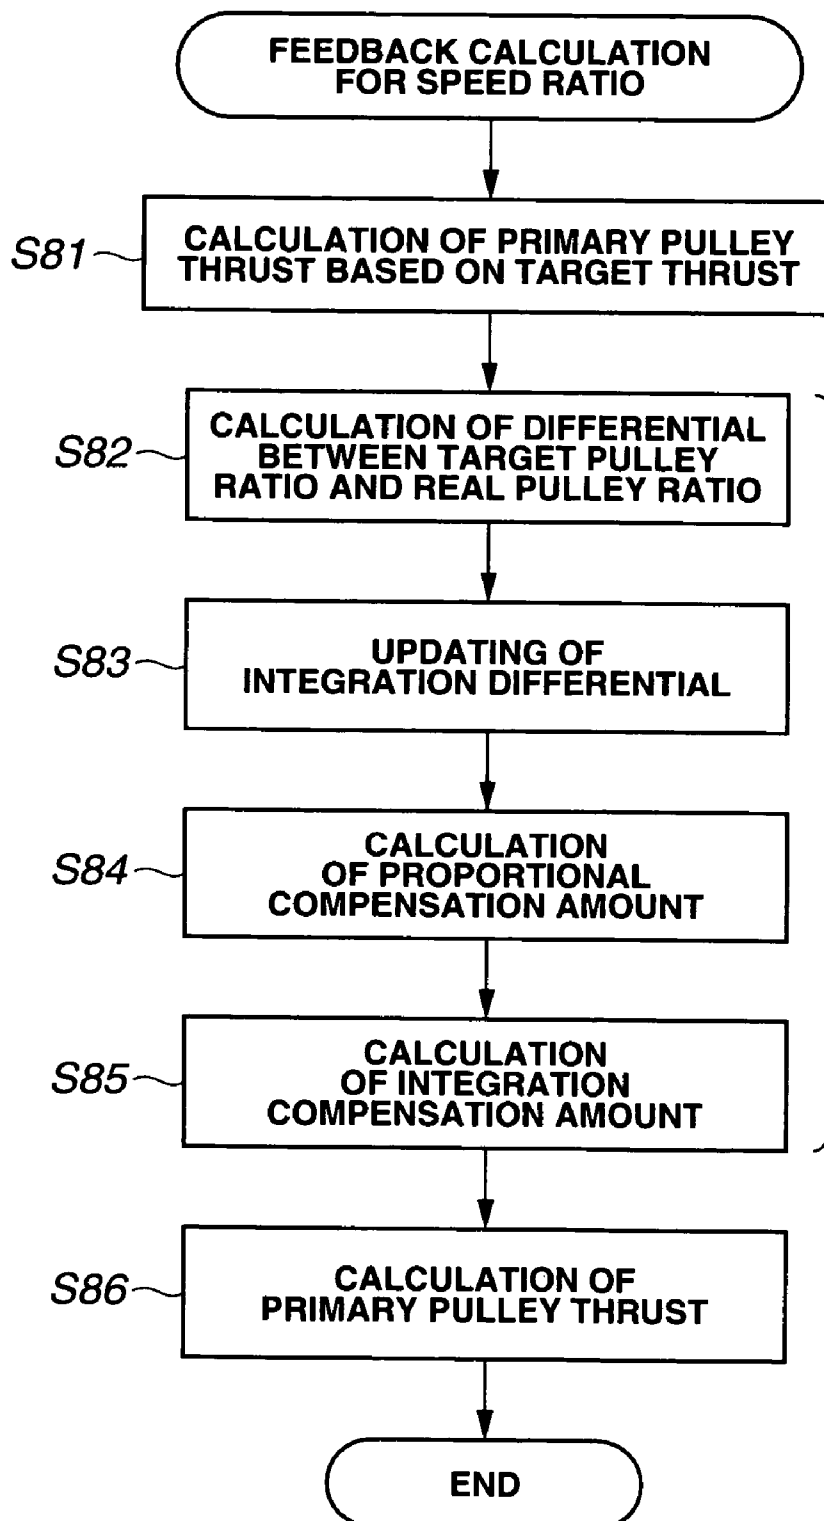 FEEDBACK CALCULATION
FOR SPEED RATIO
S81
CALCULATION OF PRIMARY PULLEY
THRUST BASED ON TARGET THRUST
S82
CALCULATION OF DIFFERENTIAL
BETWEEN TARGET PULLEY
RATIO AND REAL PULLEY RATIO
S83
UPDATING OF
INTEGRATION DIFFERENTIAL
S84
CALCULATION
OF PROPORTIONAL
COMPENSATION AMOUNT
S85
CALCULATION
OF INTEGRATION
COMPENSATION AMOUNT
S86
CALCULATION OF
PRIMARY PULLEY THRUST
END